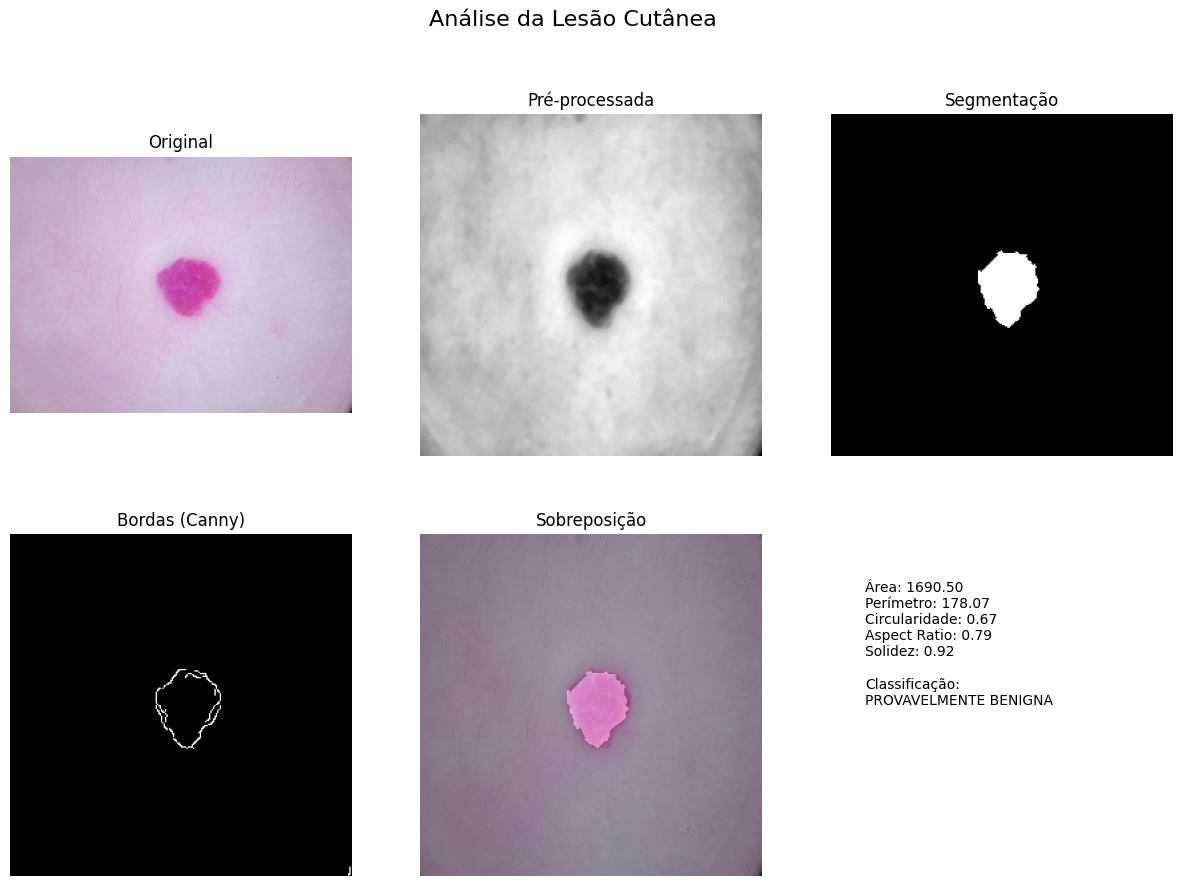 Análise da Lesão Cutânea
Original
Pré-processada
Segmentação
Bordas (Canny)
Sobreposição
Área: 1690.50
Perímetro: 178.07
Circularidade: 0.67
Aspect Ratio: 0.79
Solidez: 0.92
Classificação:
PROVAVELMENTE BENIGNA